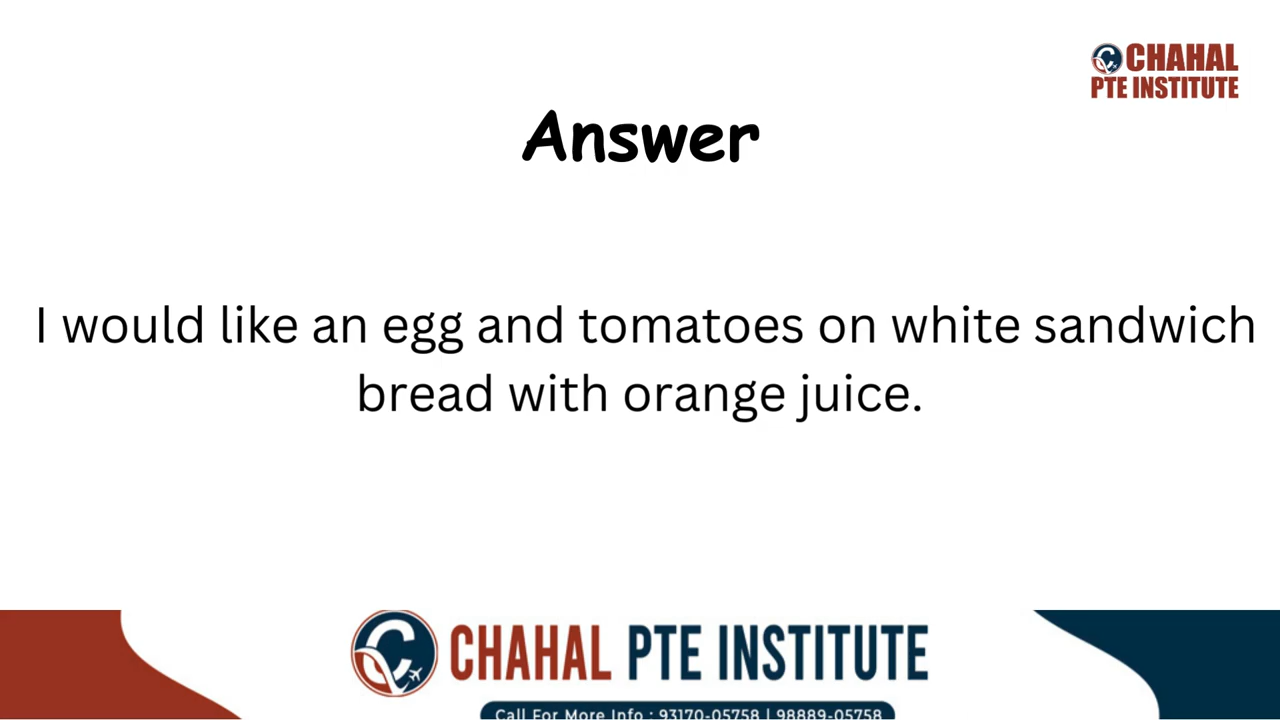 CHAHAL
PTE INSTITUTE
Answer
I would like an egg and tomatoes on white sandwich
bread with orange juice.
CHAHAL PTE INSTITUTE
Call For More Info : 93170-05758 | 98889-05758